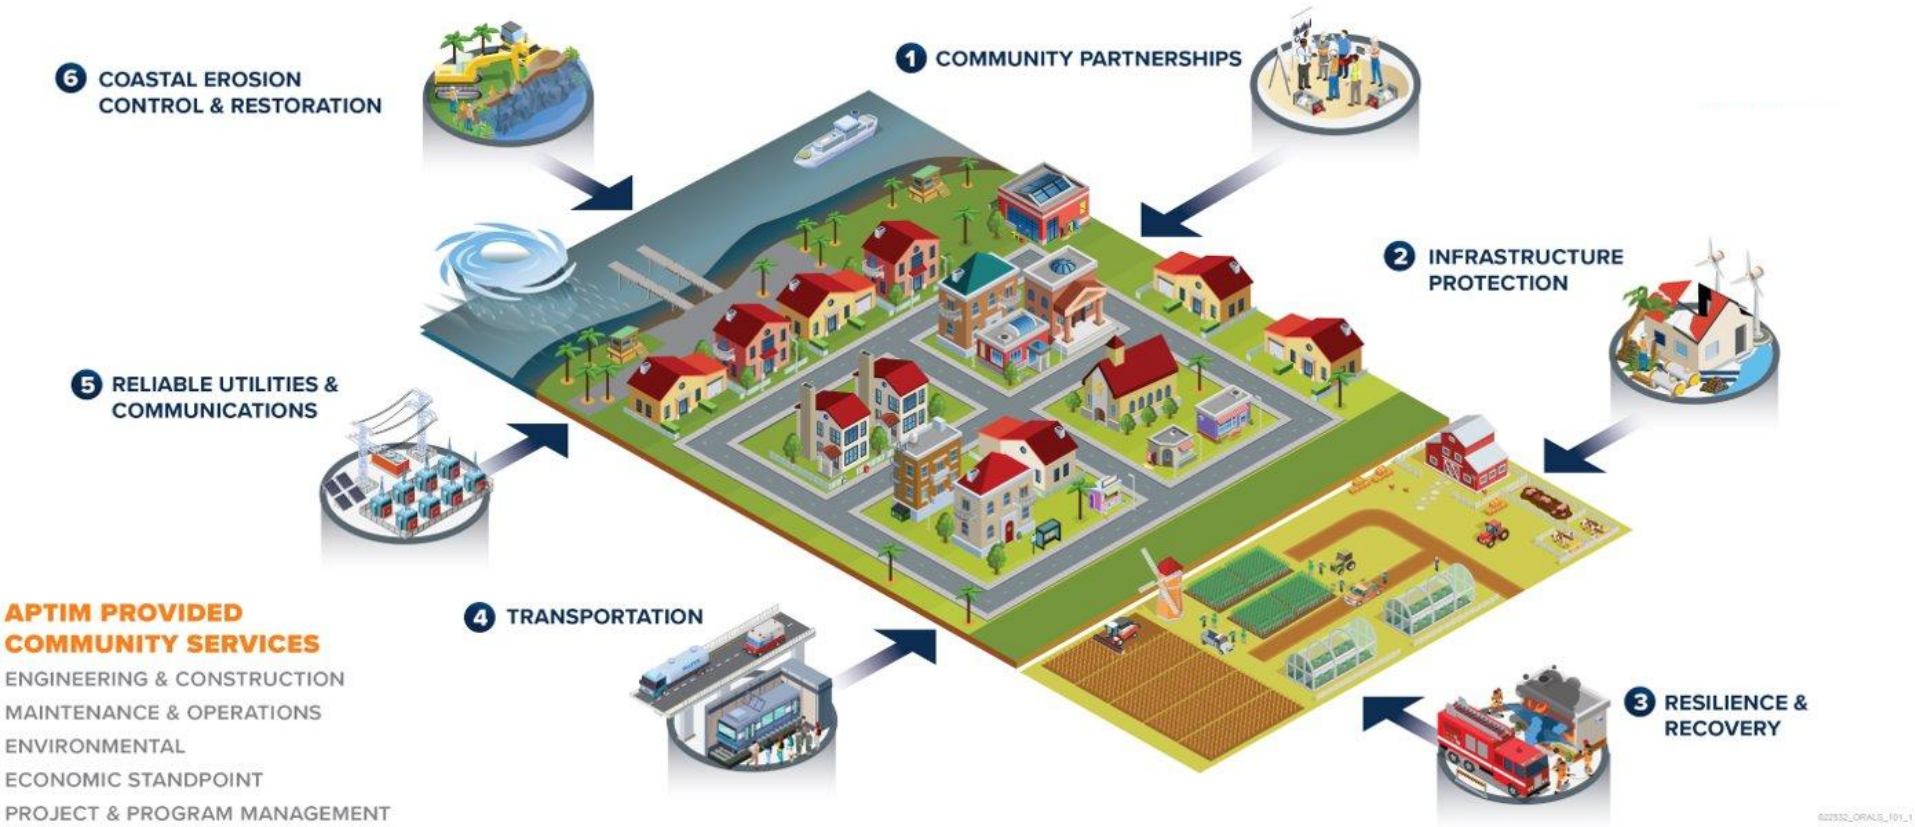 1 COMMUNITY PARTNERSHIPS
2 INFRASTRUCTURE
PROTECTION
3 RESILIENCE &
RECOVERY
4 TRANSPORTATION
5 RELIABLE UTILITIES &
COMMUNICATIONS
6 COASTAL EROSION
CONTROL & RESTORATION
APTIM PROVIDED
COMMUNITY SERVICES
ENGINEERING & CONSTRUCTION
MAINTENANCE & OPERATIONS
ENVIRONMENTAL
ECONOMIC STANDPOINT
PROJECT & PROGRAM MANAGEMENT
022532_ORALS_101_1